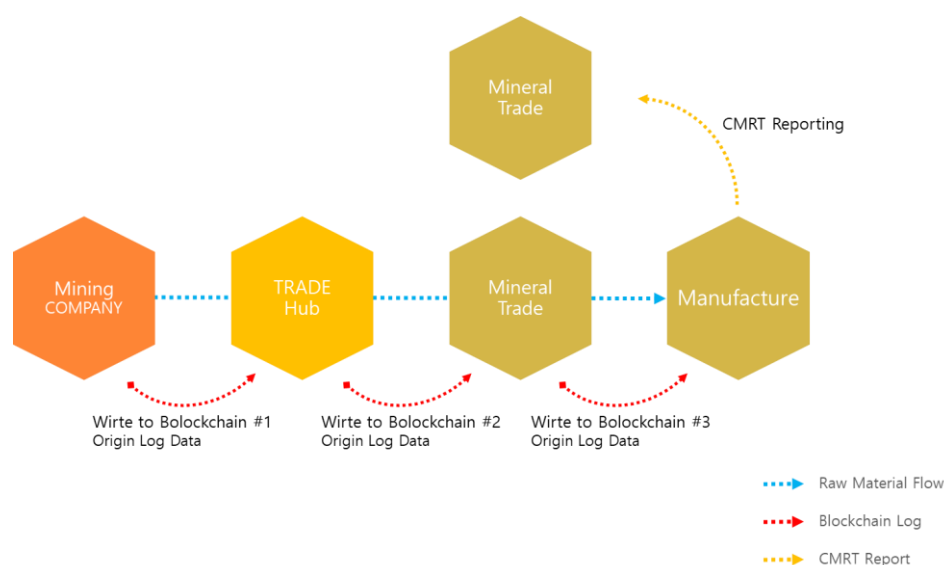 Mineral
Trade
CMRT Reporting
Mining
COMPANY
TRADE
Hub
Mineral
Trade
Manufacture
Wirte to Bolockchain #1
Origin Log Data
Wirte to Bolockchain #2
Origin Log Data
Wirte to Bolockchain #3
Origin Log Data
Raw Material Flow
Blockchain Log
CMRT Report